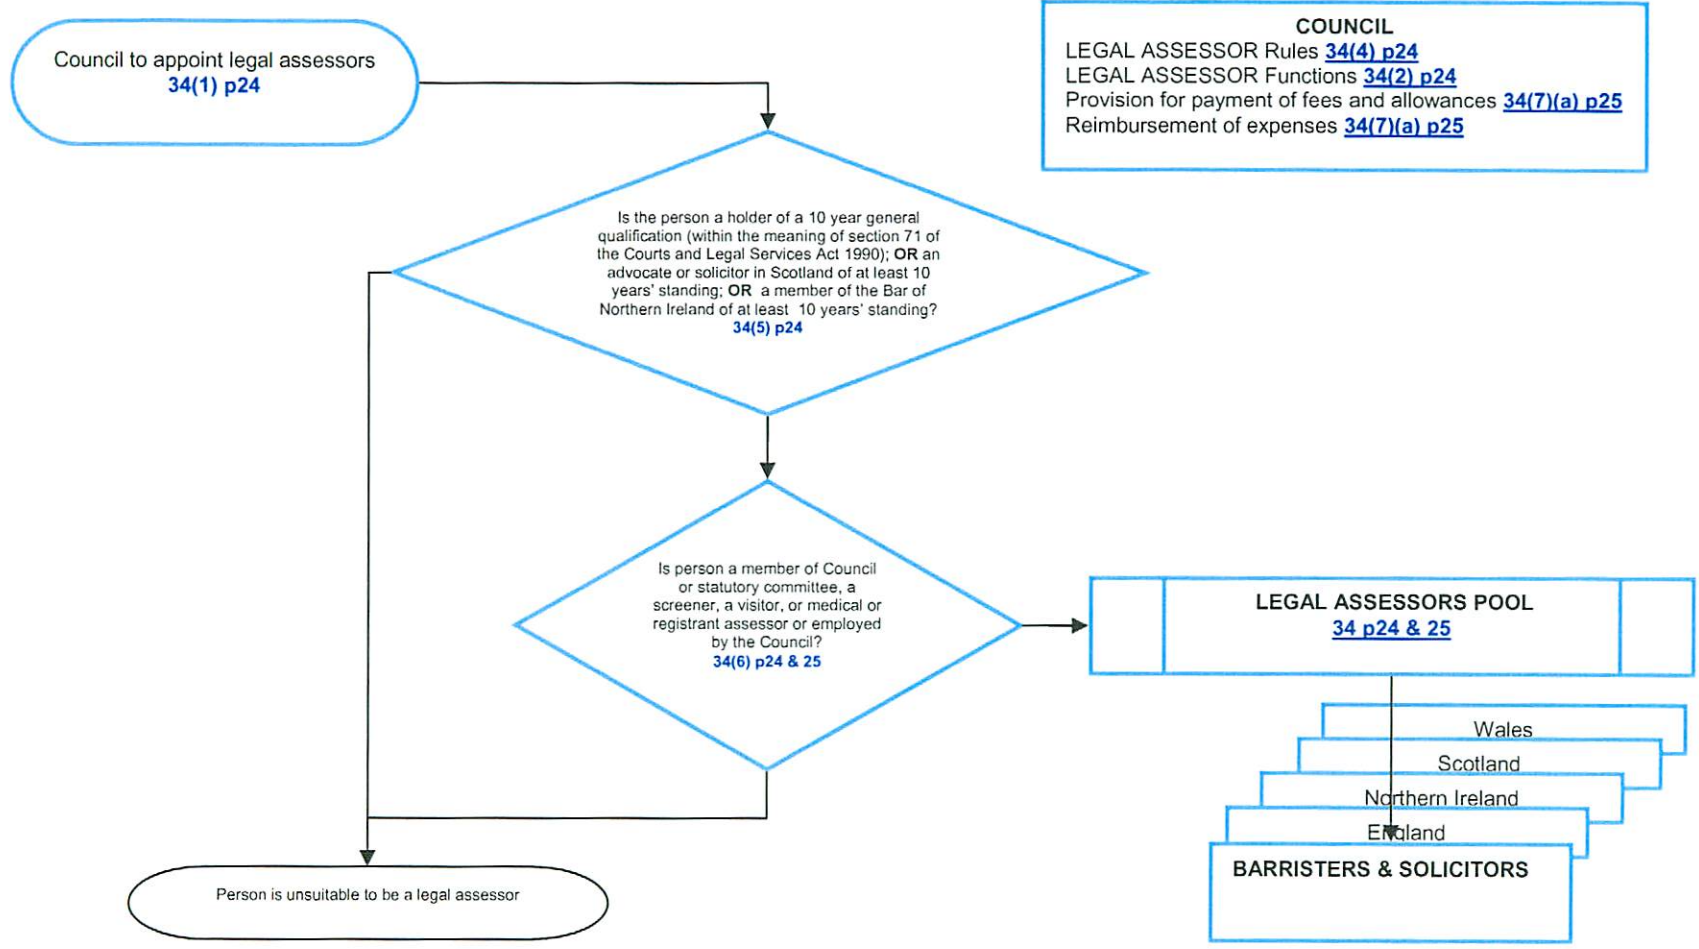 Council to appoint legal assessors
34(1) p24
COUNCIL
LEGAL ASSESSOR Rules 34(4) p24
LEGAL ASSESSOR Functions 34(2) p24
Provision for payment of fees and allowances 34(7)(a) p25
Reimbursement of expenses 34(7)(a) p25
Is the person a holder of a 10 year general
qualification (within the meaning of section 71 of
the Courts and Legal Services Act 1990); OR an
advocate or solicitor in Scotland of at least 10
years' standing; OR a member of the Bar of
Northern Ireland of at least 10 years' standing?
34(5) p24
Is person a member of Council
or statutory committee, a
screener, a visitor, or medical or
registrant assessor or employed
by the Council?
34(6) p24 & 25
LEGAL ASSESSORS POOL
34 p24 & 25
Wales
Scotland
Northern Ireland
England
BARRISTERS & SOLICITORS
Person is unsuitable to be a legal assessor